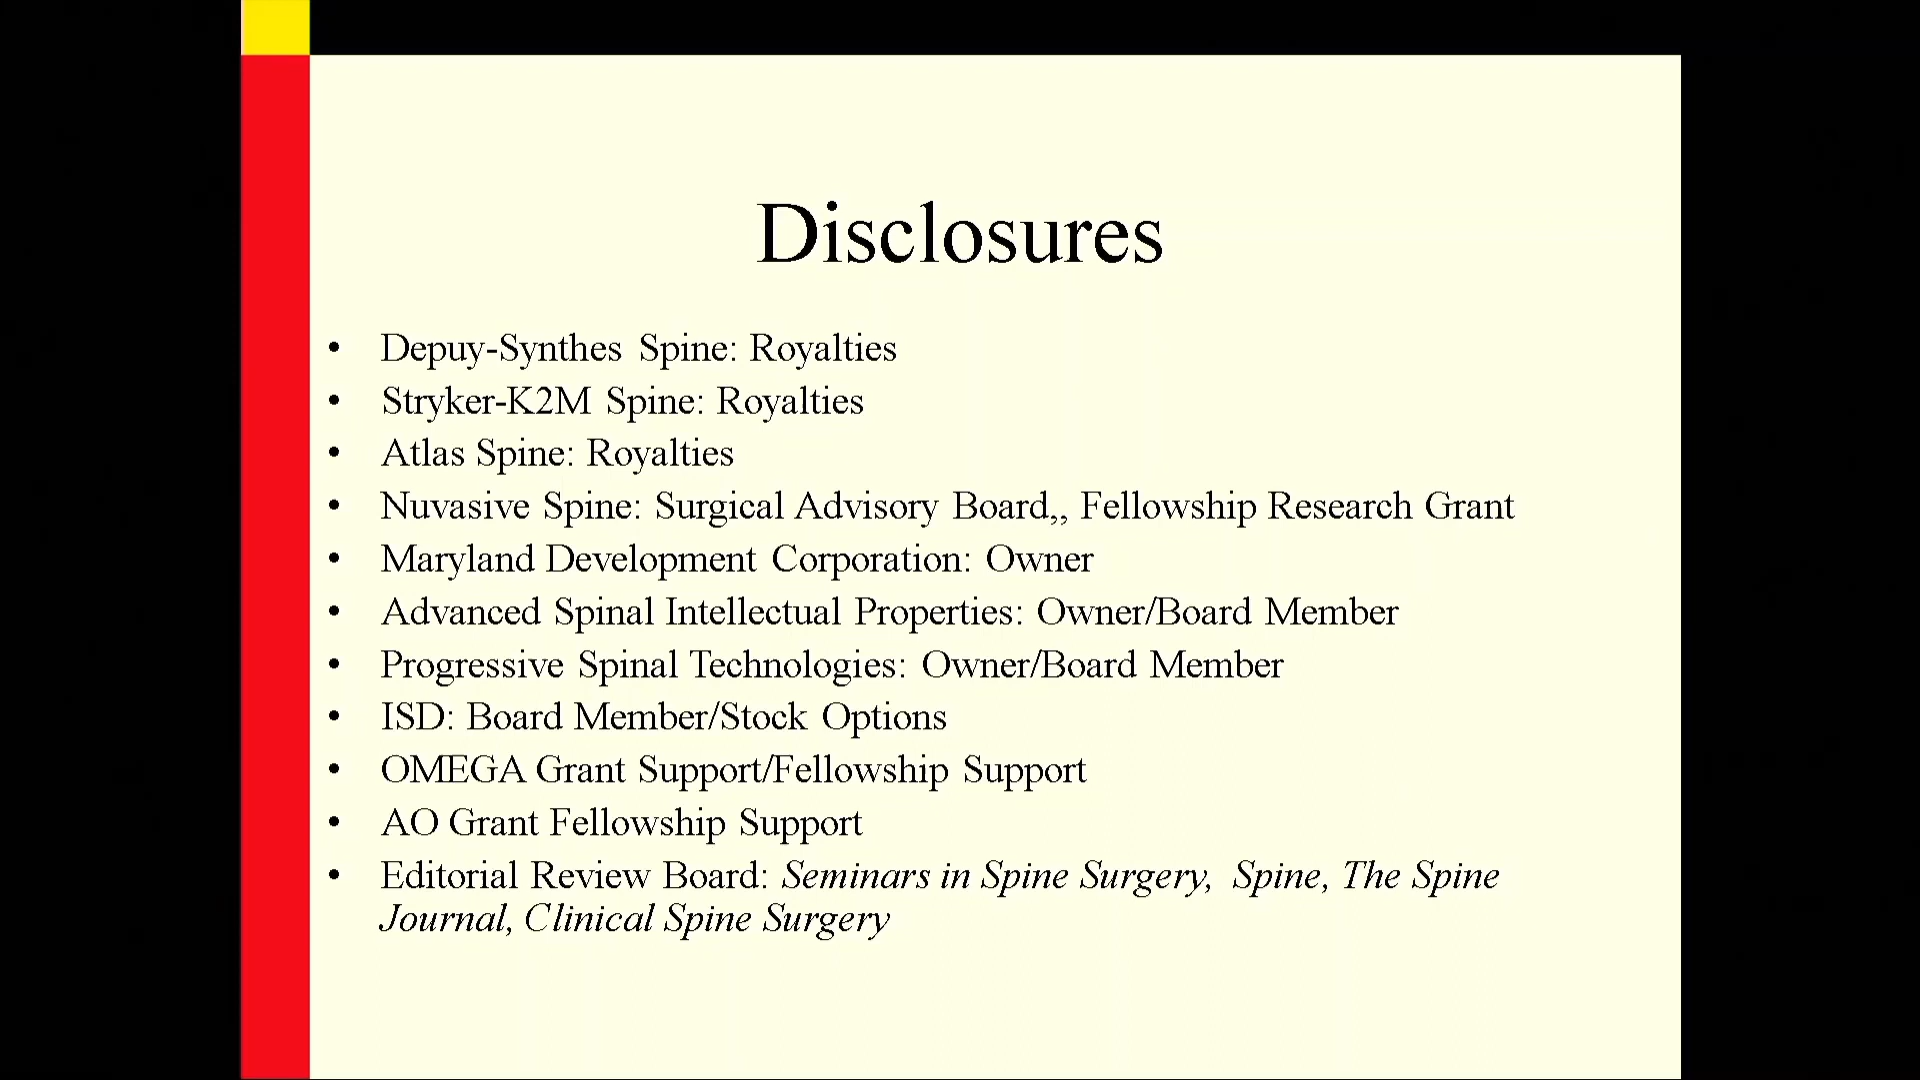 Disclosures
• Depuy-Synthes Spine: Royalties
• Stryker-K2M Spine: Royalties
• Atlas Spine: Royalties
• Nuvasive Spine: Surgical Advisory Board,, Fellowship Research Grant
• Maryland Development Corporation: Owner
• Advanced Spinal Intellectual Properties: Owner/Board Member
• Progressive Spinal Technologies: Owner/Board Member
• ISD: Board Member/Stock Options
• OMEGA Grant Support/Fellowship Support
• AO Grant Fellowship Support
• Editorial Review Board: Seminars in Spine Surgery, Spine, The Spine
Journal, Clinical Spine Surgery